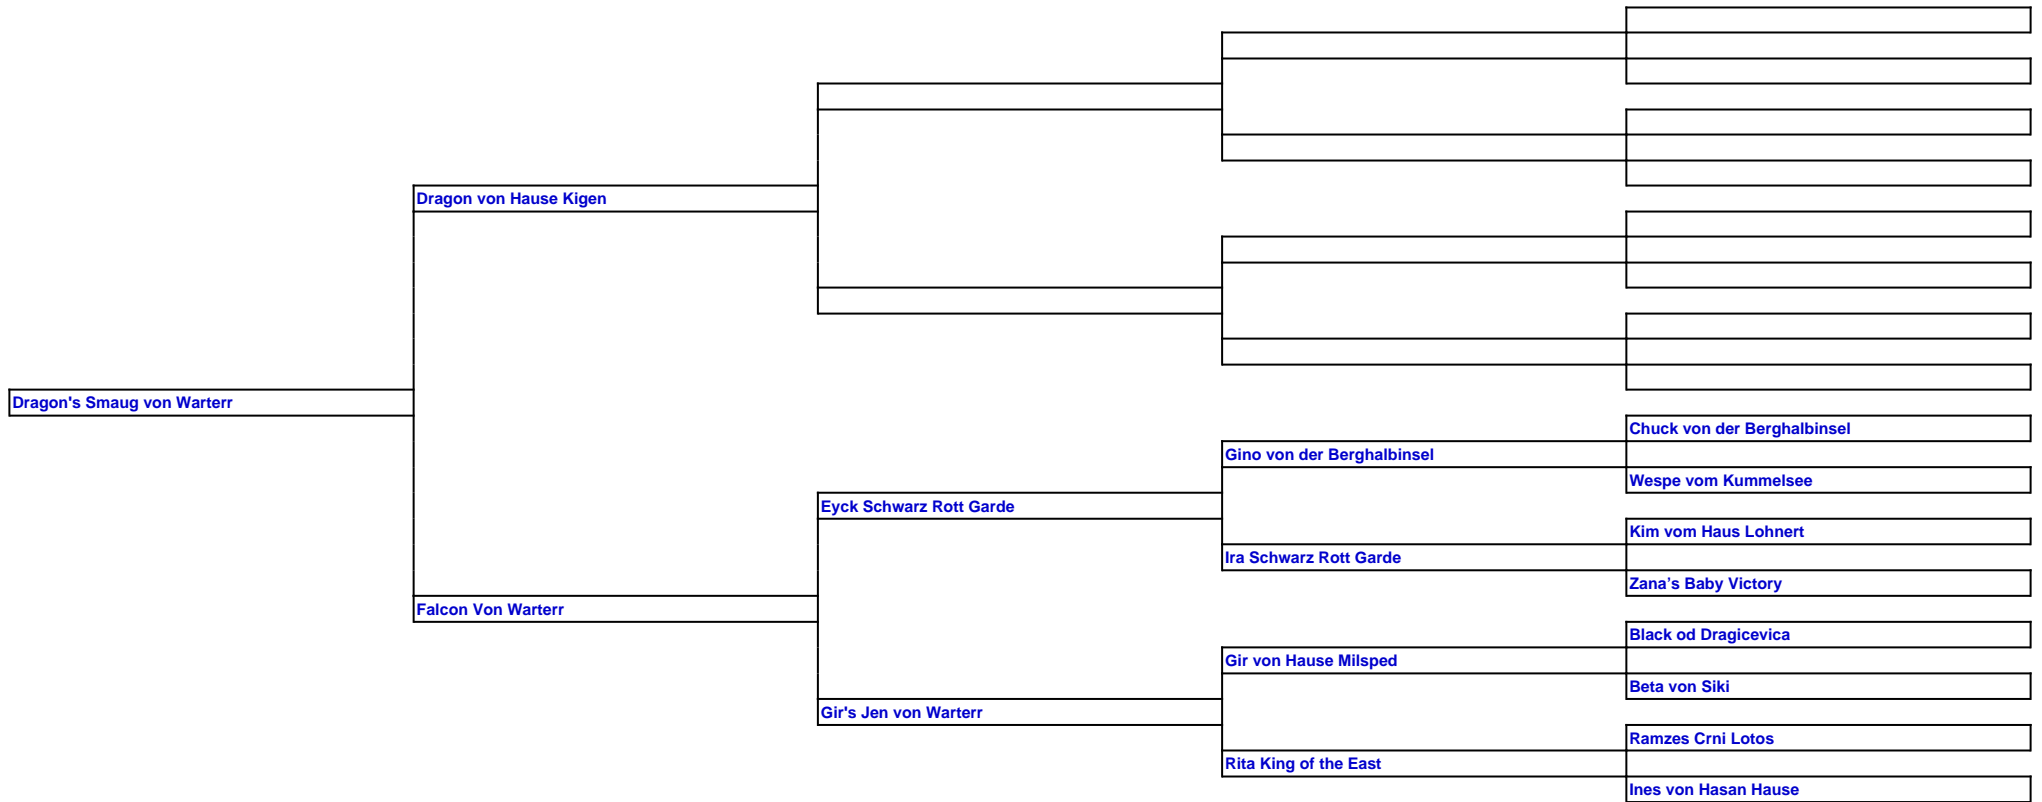 Dragon von Hause Kigen
Dragon's Smaug von Warterr
Chuck von der Berghalbinsel
Gino von der Berghalbinsel
Wespe vom Kummelsee
Eyck Schwarz Rott Garde
Kim vom Haus Lohnert
Ira Schwarz Rott Garde
Zana’s Baby Victory
Falcon Von Warterr
Black od Dragicevica
Gir von Hause Milsped
Beta von Siki
Gir's Jen von Warterr
Ramzes Crni Lotos
Rita King of the East
Ines von Hasan Hause